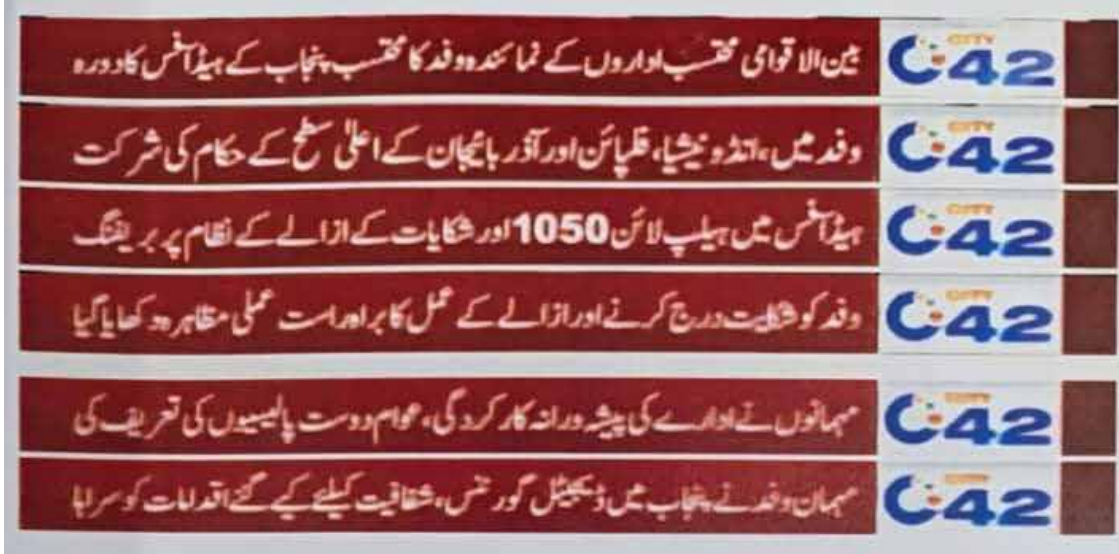 بین الاقوامی محتسب اداروں کے نمائندہ وفد کا محتسب پنجاب کے ہیڈ آفس کا دورہ
CITY 42
وفد میں، انڈونیشیا، فلپائن اور آذربائیجان کے اعلیٰ سطح کے حکام کی شرکت
CITY 42
ہیڈ آفس میں ہیلپ لائن 1050 اور شکایات کے ازالے کے نظام پر بریفنگ
CITY 42
وفد کو شکایت درج کرنے اور ازالے کے عمل کا براہ راست عملی مظاہرہ دکھایا گیا
CITY 42
مہمانوں نے ادارے کی پیشہ ورانہ کارکردگی، عوام دوست پالیسیوں کی تعریف کی
CITY 42
مہمان وفد نے پنجاب میں ڈیجیٹل گورننس، شفافیت کیلئے کیے گئے اقدامات کو سراہا
CITY 42